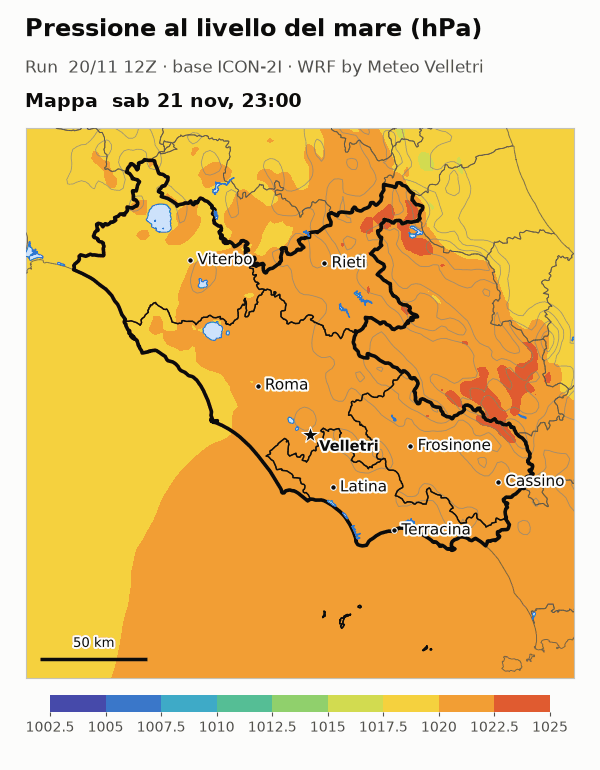 Pressione al livello del mare (hPa)
Run  20/11 12Z · base ICON-2I · WRF by Meteo Velletri
Mappa  sab 21 nov, 23:00
Viterbo
Rieti
Roma
Velletri
Frosinone
Latina
Cassino
Terracina
50 km
1002.5 1005 1007.5 1010 1012.5 1015 1017.5 1020 1022.5 1025